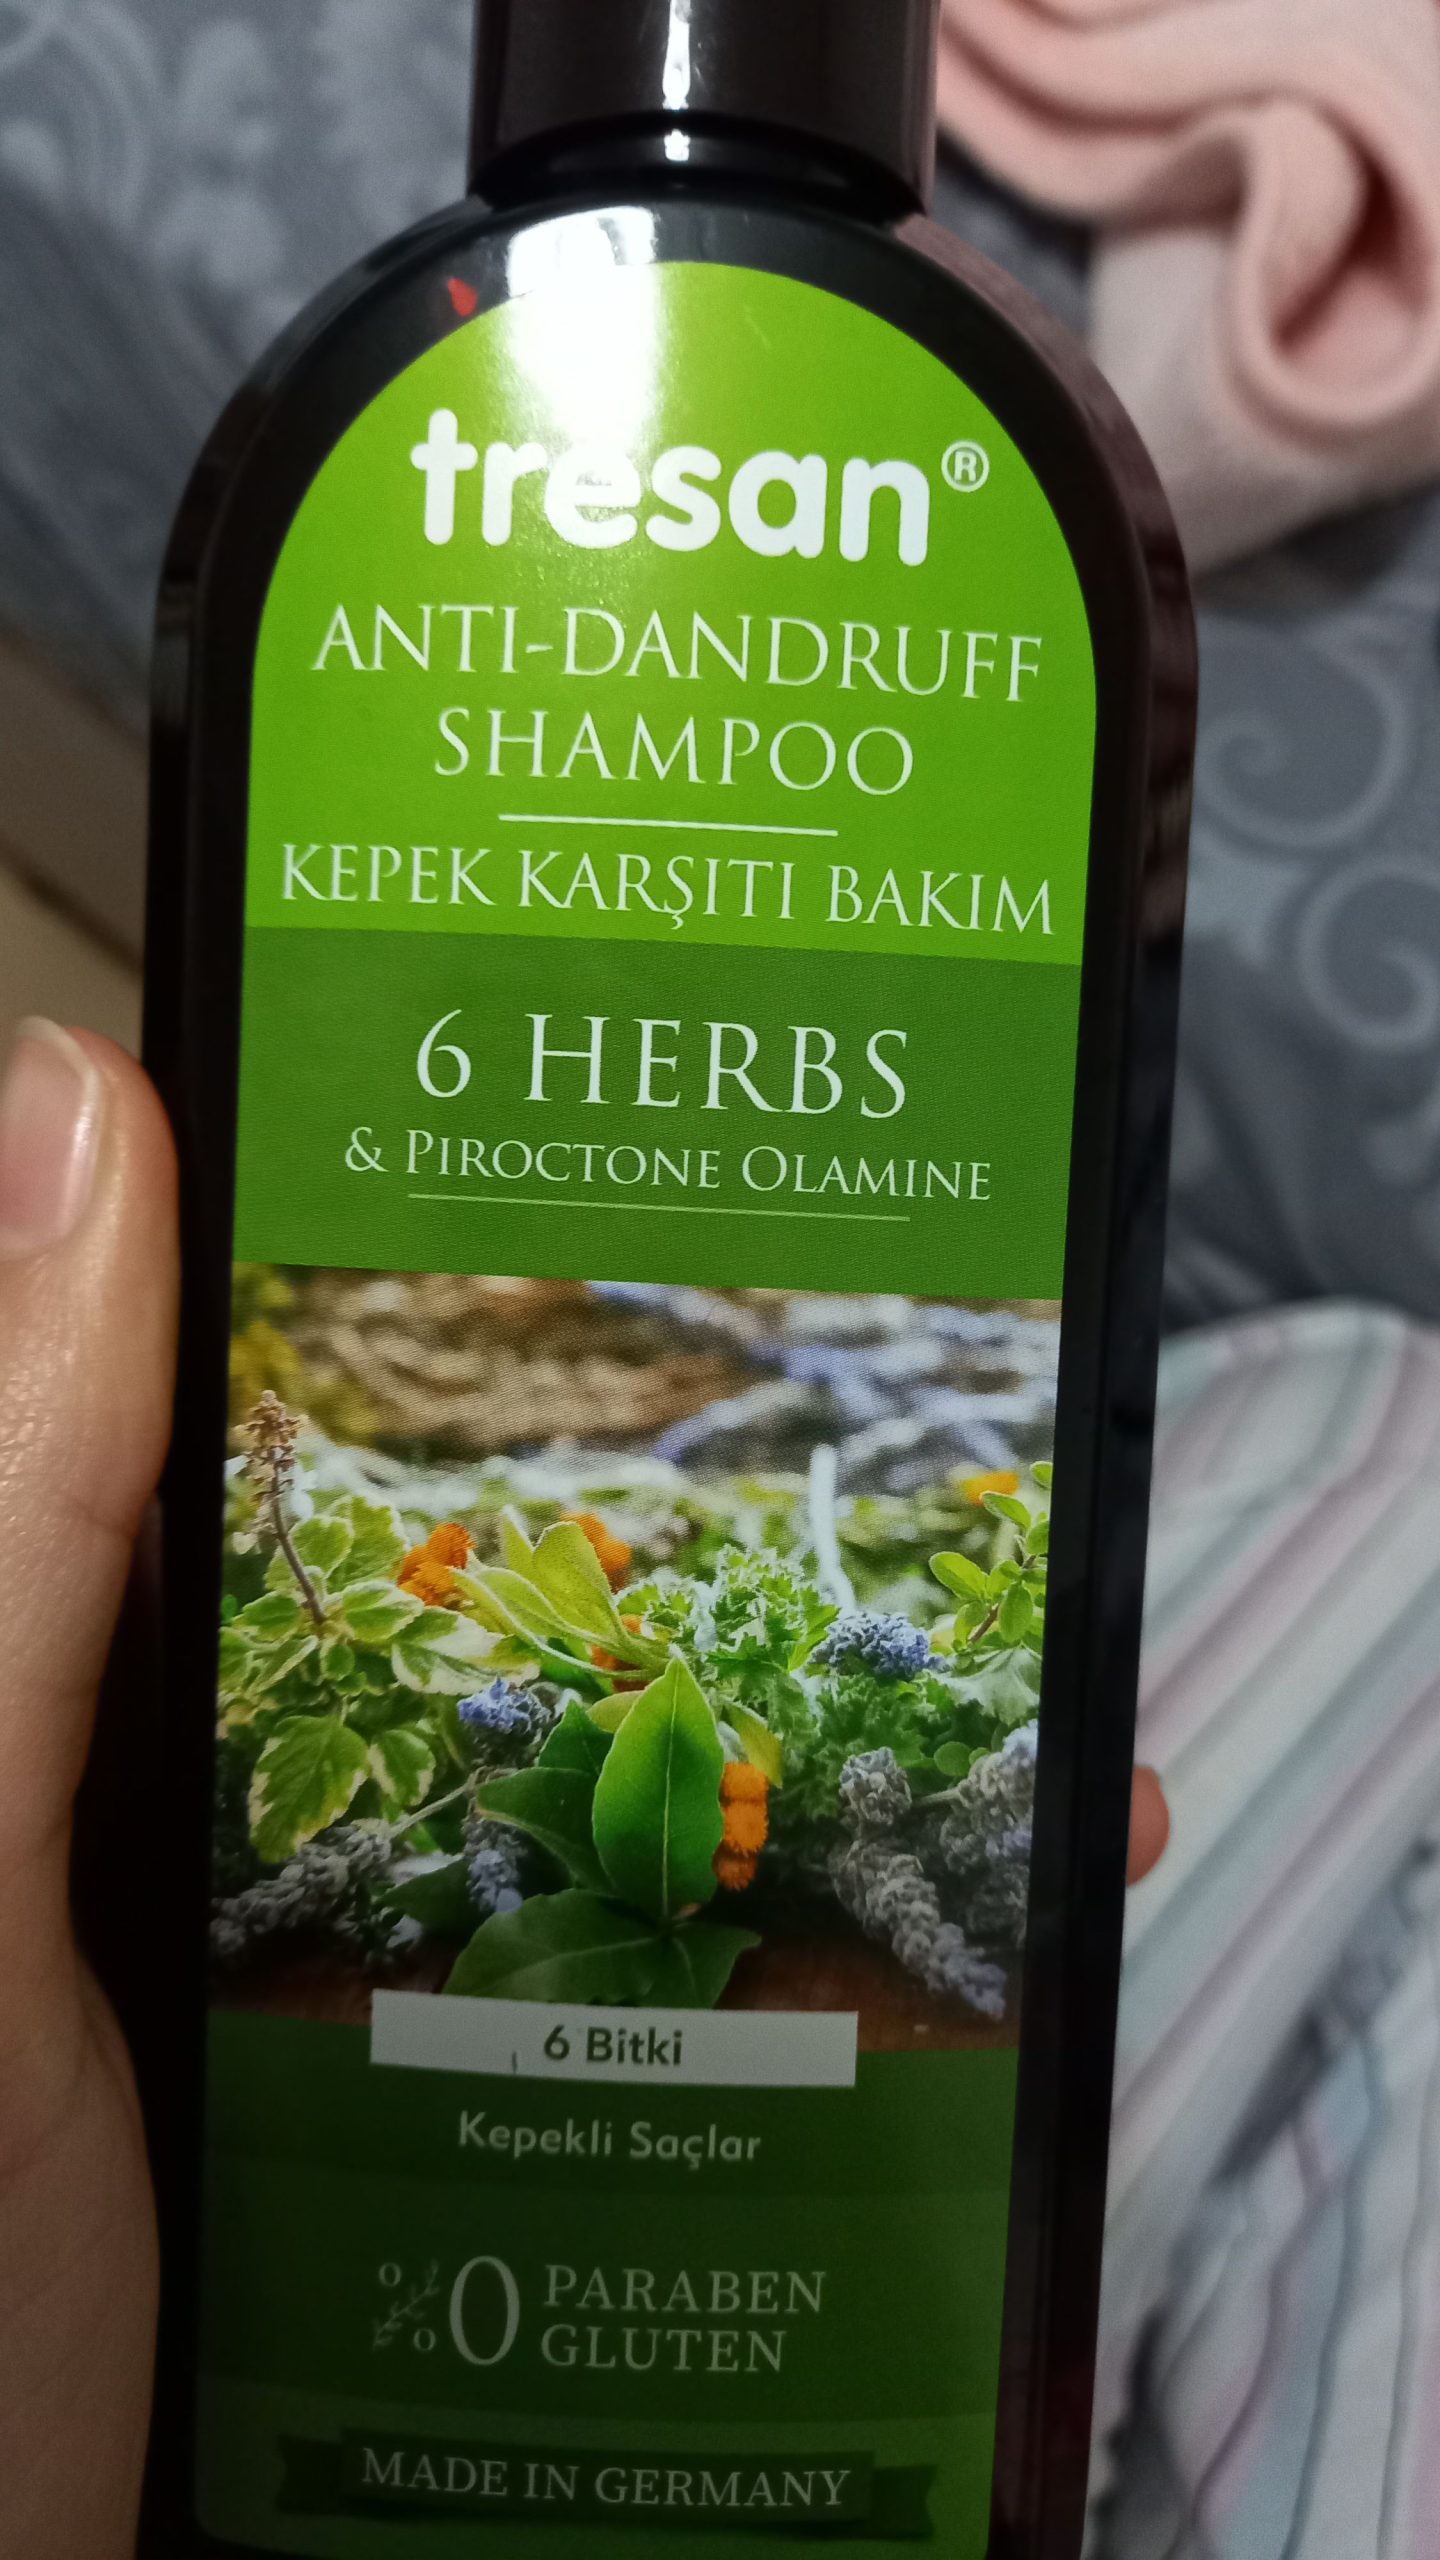 tresan®
ANTI-DANDRUFF
SHAMPOO
KEPEK KARŞITI BAKIM
6 HERBS
& PIROCTONE OLAMINE
6 Bitki
Kepekli Saçlar
%0 PARABEN
GLUTEN
MADE IN GERMANY